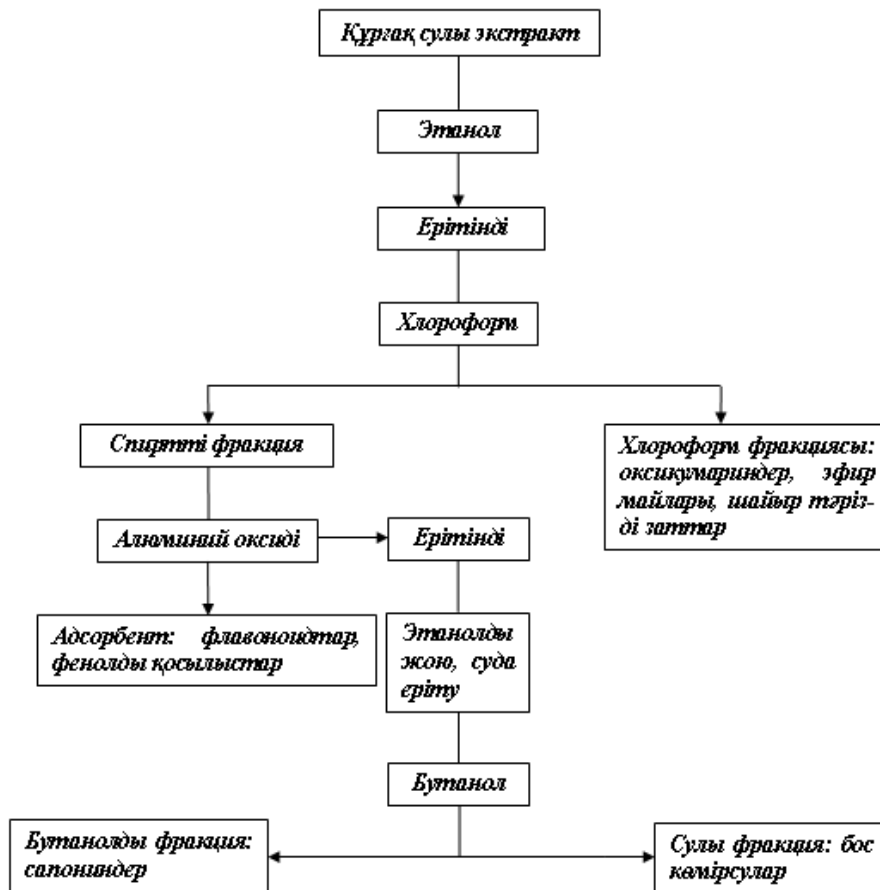 Құрғақ сулы экстракт
Этанол
Ерітінді
Хлороформ
Спиртті фракция
Хлороформ фракциясы:
оксикумариндер, эфир
майлары, шайыр тәріз-
ді заттар
Алюминий оксиді
Ерітінді
Адсорбент: флавоноидтар,
фенолды қосылыстар
Этанолды
жою, суда
еріту
Бутанол
Бутанолды фракция:
сапониндер
Сулы фракция: бос
көмірсулар